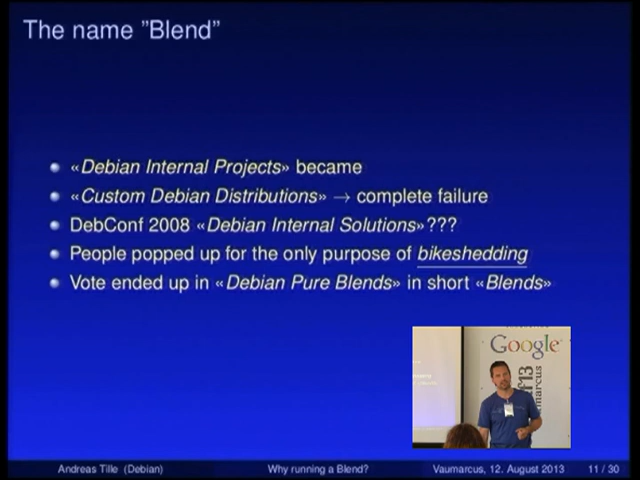 The name ”Blend”
«Debian Internal Projects» became
«Custom Debian Distributions» → complete failure
DebConf 2008 «Debian Internal Solutions»???
People popped up for the only purpose of bikeshedding
Vote ended up in «Debian Pure Blends» in short «Blends»
Google
f13
marcus
Andreas Tille (Debian)
Why running a Blend?
Vaumarcus, 12. August 2013
11 / 30